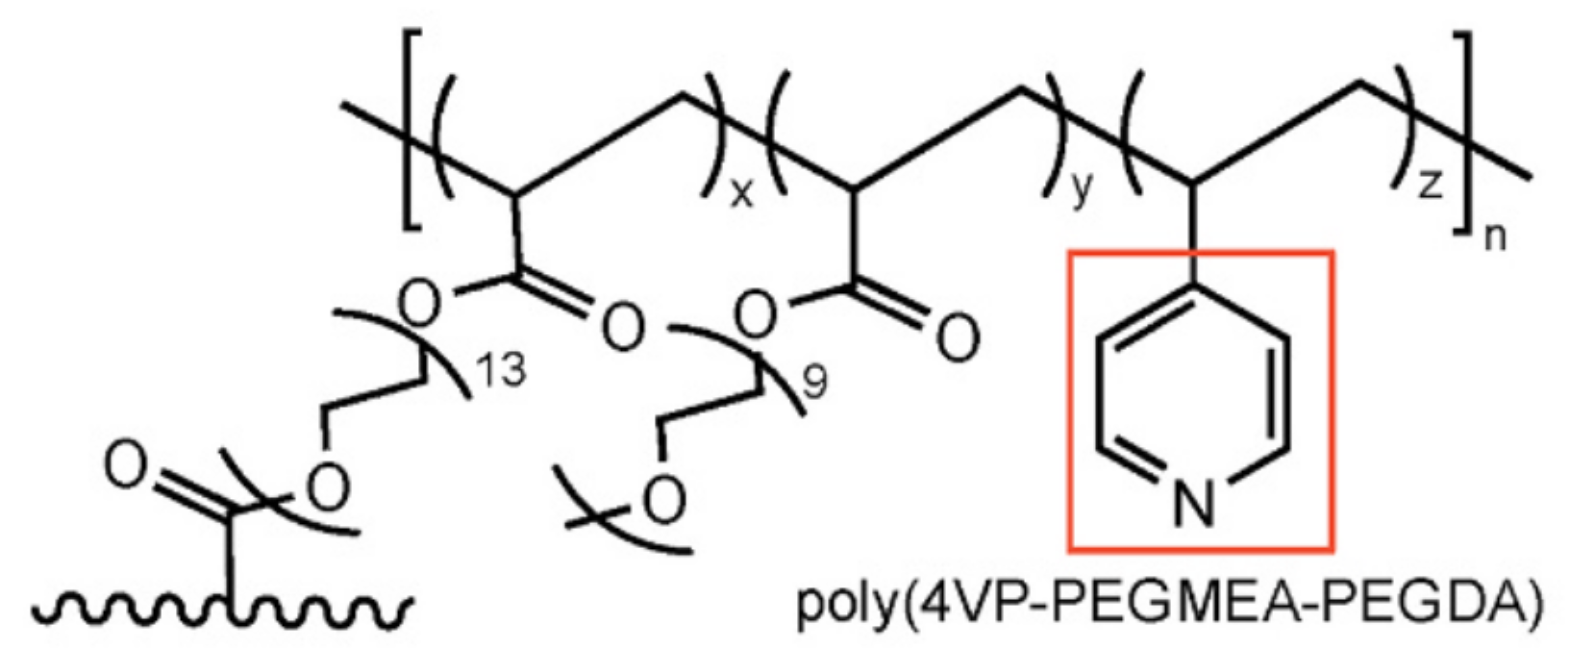 x y z n
O O O O
13 9
O O O
N
poly(4VP-PEGMEA-PEGDA)